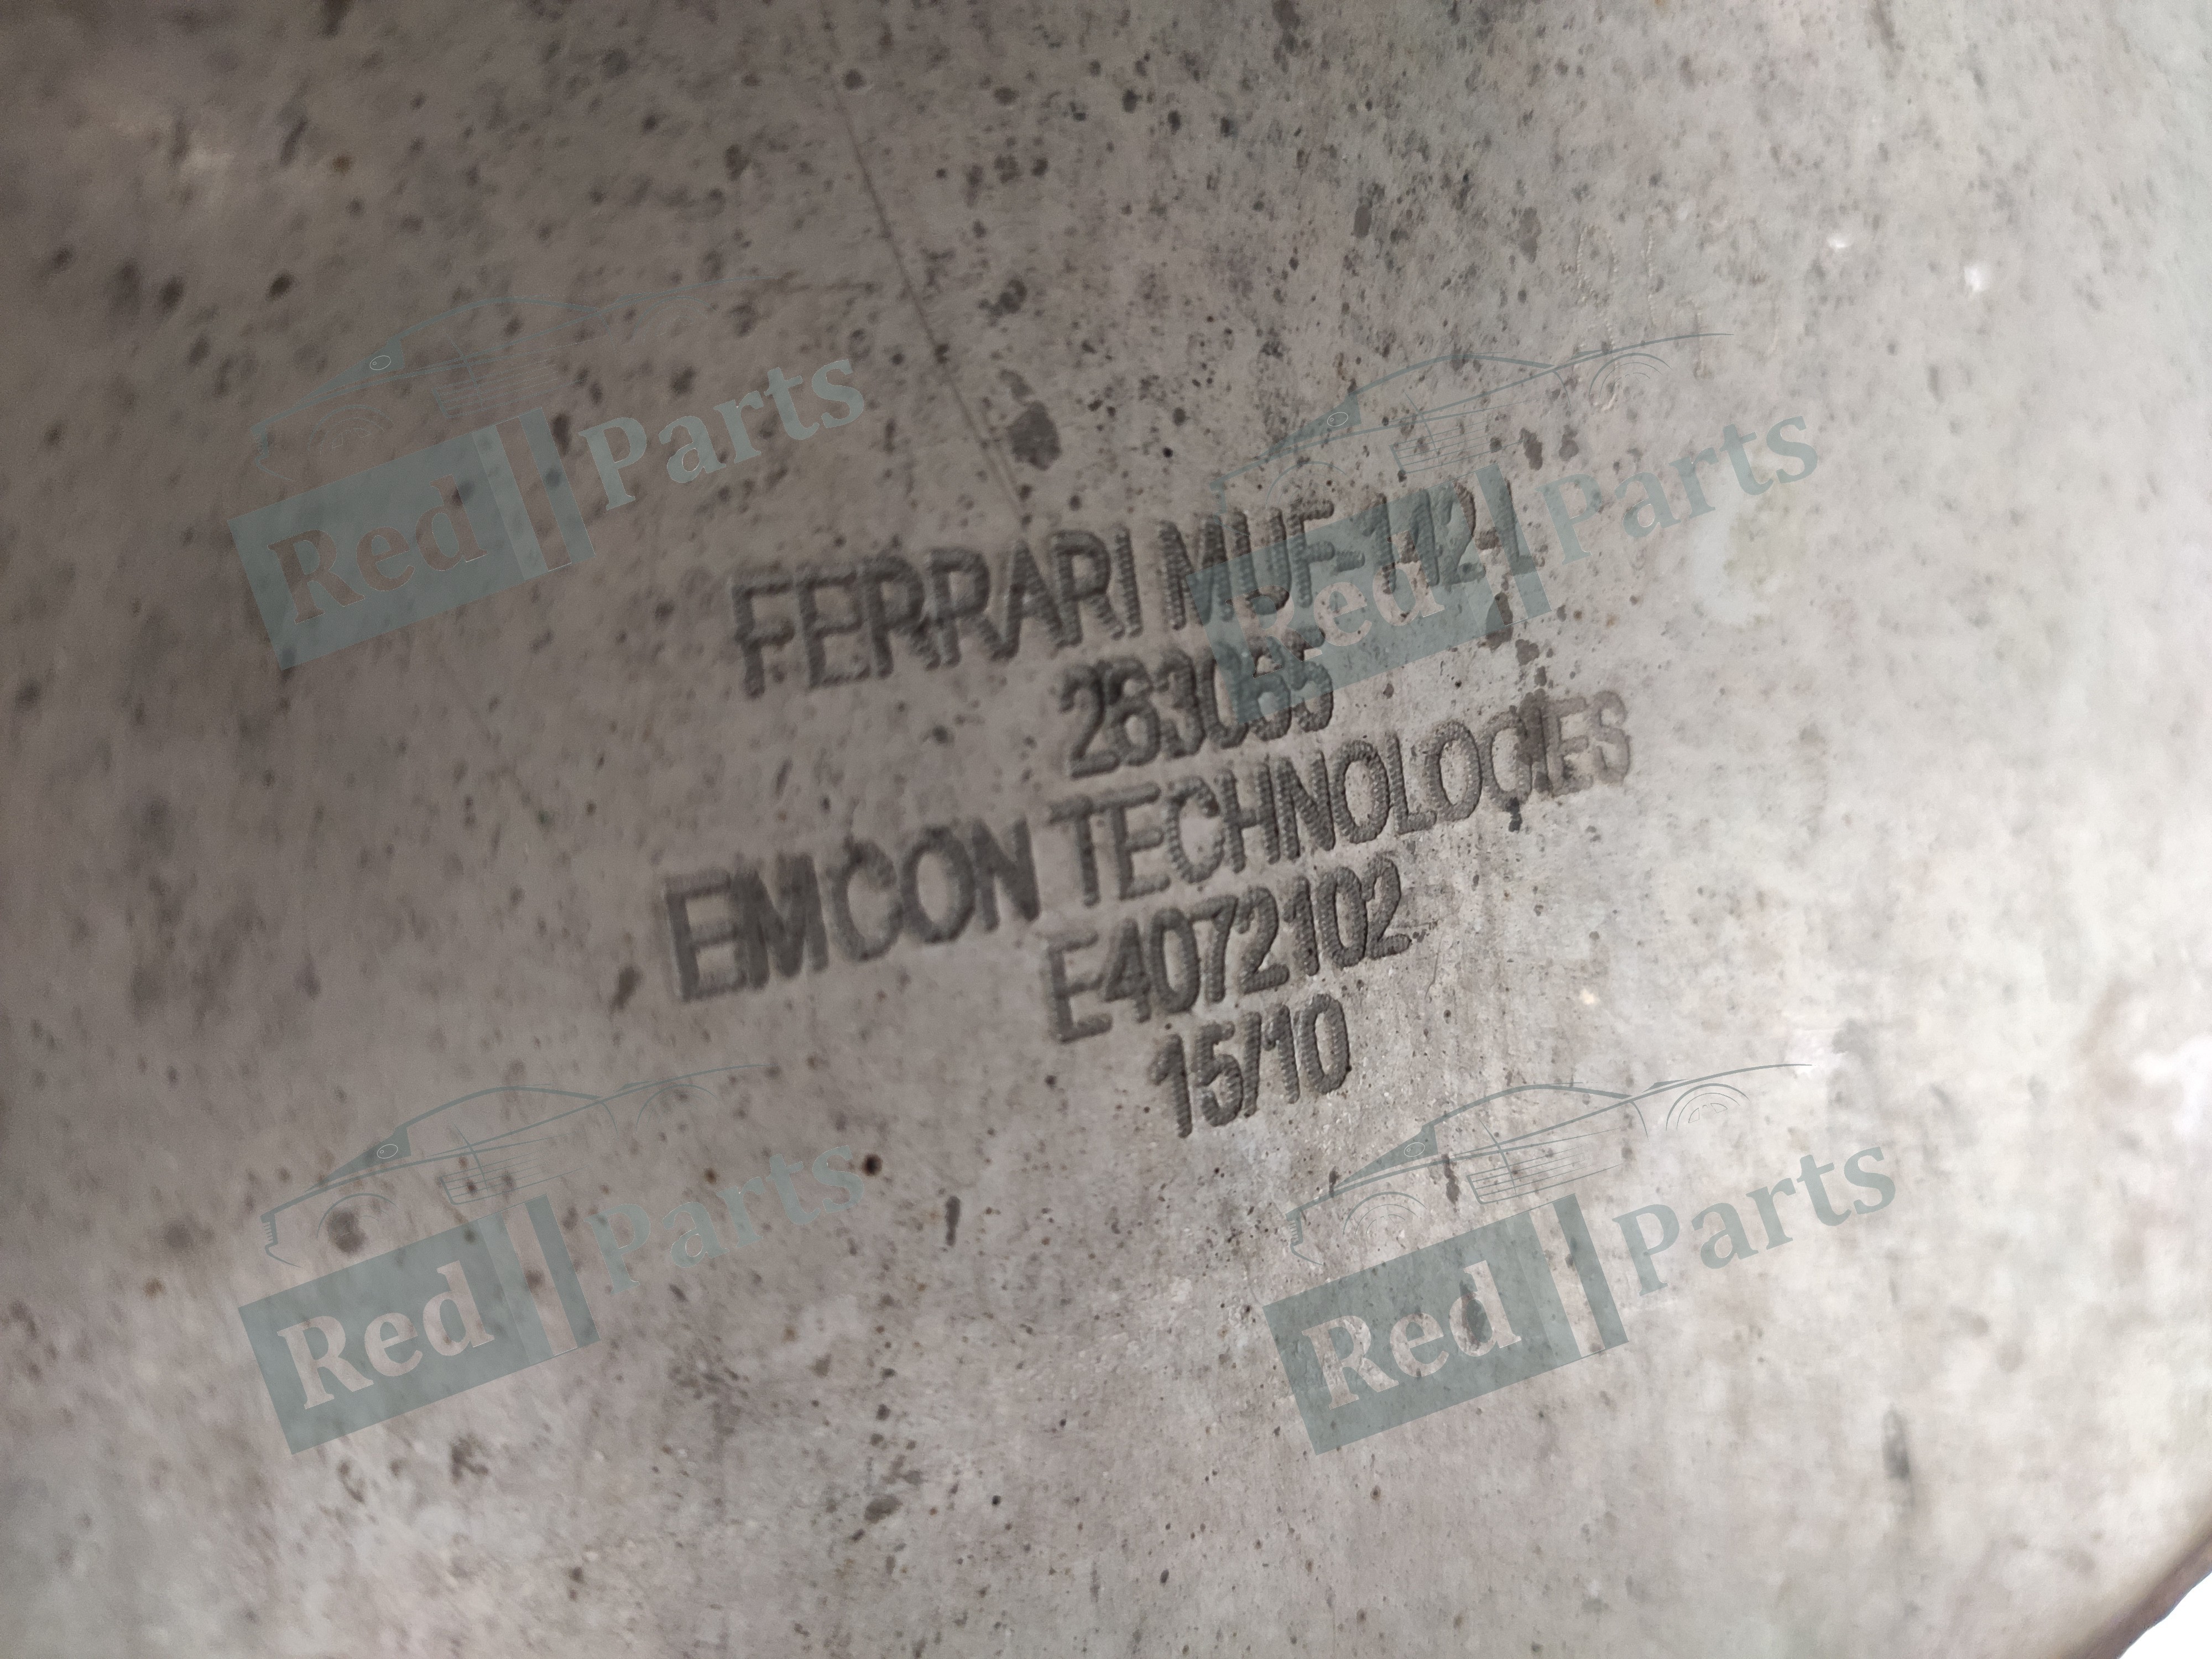 FERRARI MUF-142-I
263065
EMCON TECHNOLOGIES
E4072102
15/10
Red Parts
Red Parts
Red Parts
Red Parts